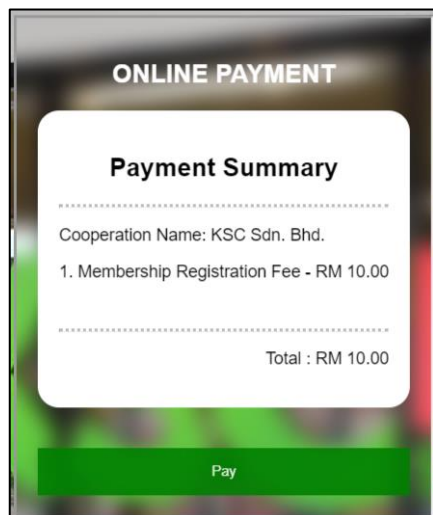 ONLINE PAYMENT
Payment Summary
Cooperation Name: KSC Sdn. Bhd.
1. Membership Registration Fee - RM 10.00
Total : RM 10.00
Pay